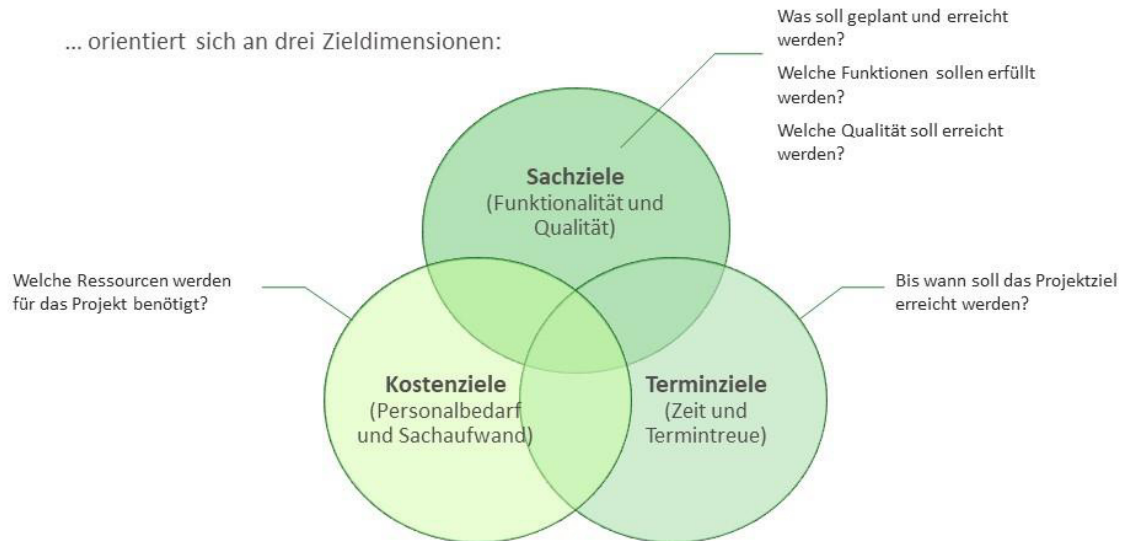 ... orientiert sich an drei Zieldimensionen:
Was soll geplant und erreicht
werden?
Welche Funktionen sollen erfüllt
werden?
Welche Qualität soll erreicht
werden?
Sachziele
(Funktionalität und
Qualität)
Welche Ressourcen werden
für das Projekt benötigt?
Bis wann soll das Projektziel
erreicht werden?
Kostenziele
(Personalbedarf
und Sachaufwand)
Terminziele
(Zeit und
Termintreue)